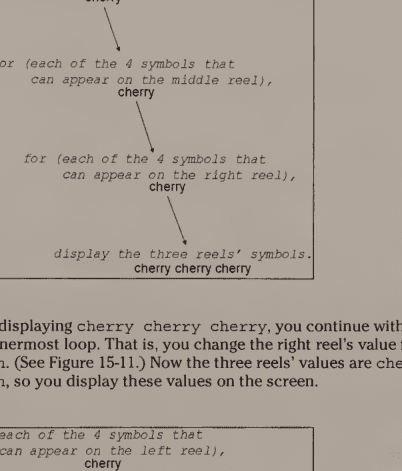 cherry
or (each of the 4 symbols that
can appear on the middle reel),
cherry
for (each of the 4 symbols that
can appear on the right reel),
cherry
display the three reels' symbols.
cherry cherry cherry
displaying cherry cherry cherry, you continue with
nermost loop. That is, you change the right reel's value
n. (See Figure 15-11.) Now the three reels' values are che
n, so you display these values on the screen.
each of the 4 symbols that
can appear on the left reel),
cherry